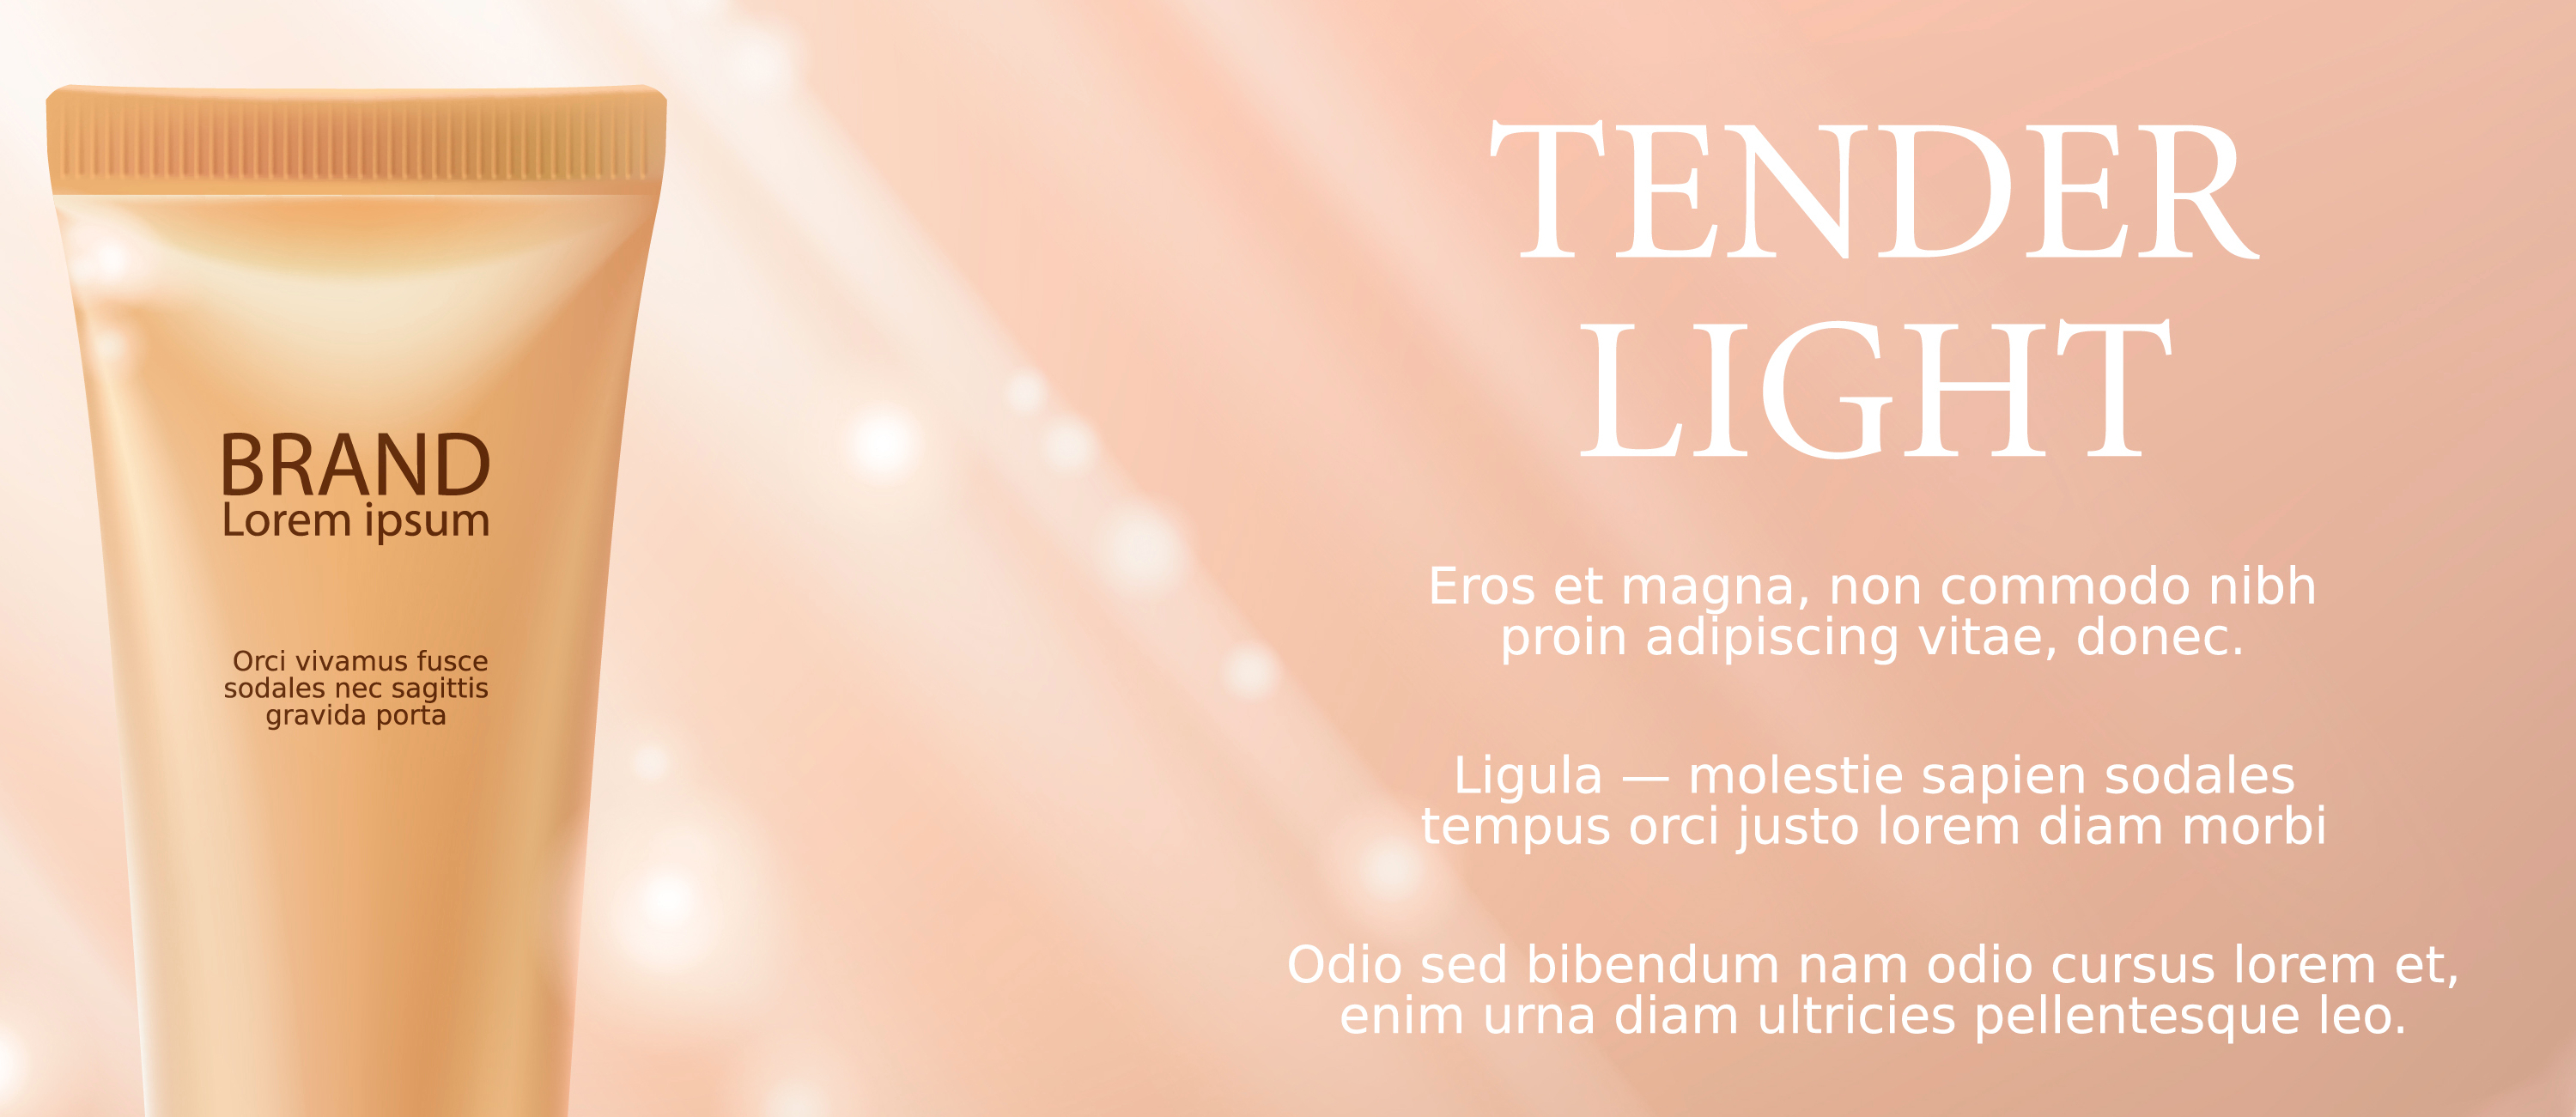 BRAND
Lorem ipsum
Orci vivamus fusce
sodales nec sagittis
gravida porta
TENDER
LIGHT
Eros et magna, non commodo nibh
proin adipiscing vitae, donec.
Ligula — molestie sapien sodales
tempus orci justo lorem diam morbi
Odio sed bibendum nam odio cursus lorem et,
enim urna diam ultricies pellentesque leo.